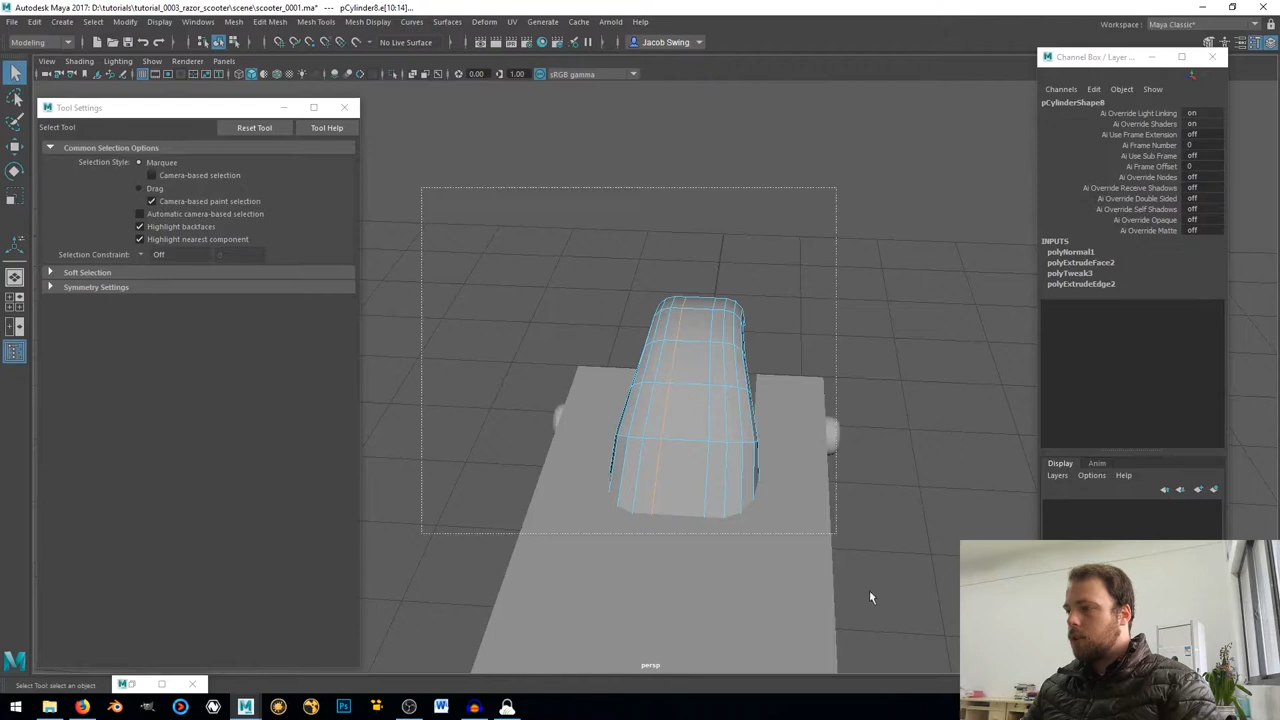 Autodesk Maya 2017: D:\tutorials\tutorial_0003_razor_scooter\scene\scooter_0001.ma* - pCylinder8.e[10:14]...
File Edit Create Select Modify Display Windows Mesh Edit Mesh Mesh Tools Mesh Display Curves Surfaces Deform UV Generate Cache Arnold Help
Workspace: Maya Classic*
Modeling
No Live Surface
Jacob Swing
View Shading Lighting Show Renderer Panels
0.00
1.00
sRGB gamma
Channel Box / Layer ...
Channels Edit Object Show
pCylinderShape8
Ai Override Light Linking on
Ai Override Shaders on
Ai Use Frame Extension off
Ai Frame Number 0
Ai Use Sub Frame off
Ai Frame Offset 0
Ai Override Nodes off
Ai Override Receive Shadows off
Ai Override Double Sided off
Ai Override Self Shadows off
Ai Override Opaque off
Ai Override Matte off
INPUTS
polyNormal1
polyExtrudeFace2
polyTweak3
polyExtrudeEdge2
Display Anim
Layers Options Help
Tool Settings
Select Tool
Reset Tool
Tool Help
Common Selection Options
Selection Style: Marquee
Camera-based selection
Drag
Camera-based paint selection
Automatic camera-based selection
Highlight backfaces
Highlight nearest component
Selection Constraint: Off
Soft Selection
Symmetry Settings
persp
Select Tool: select an object